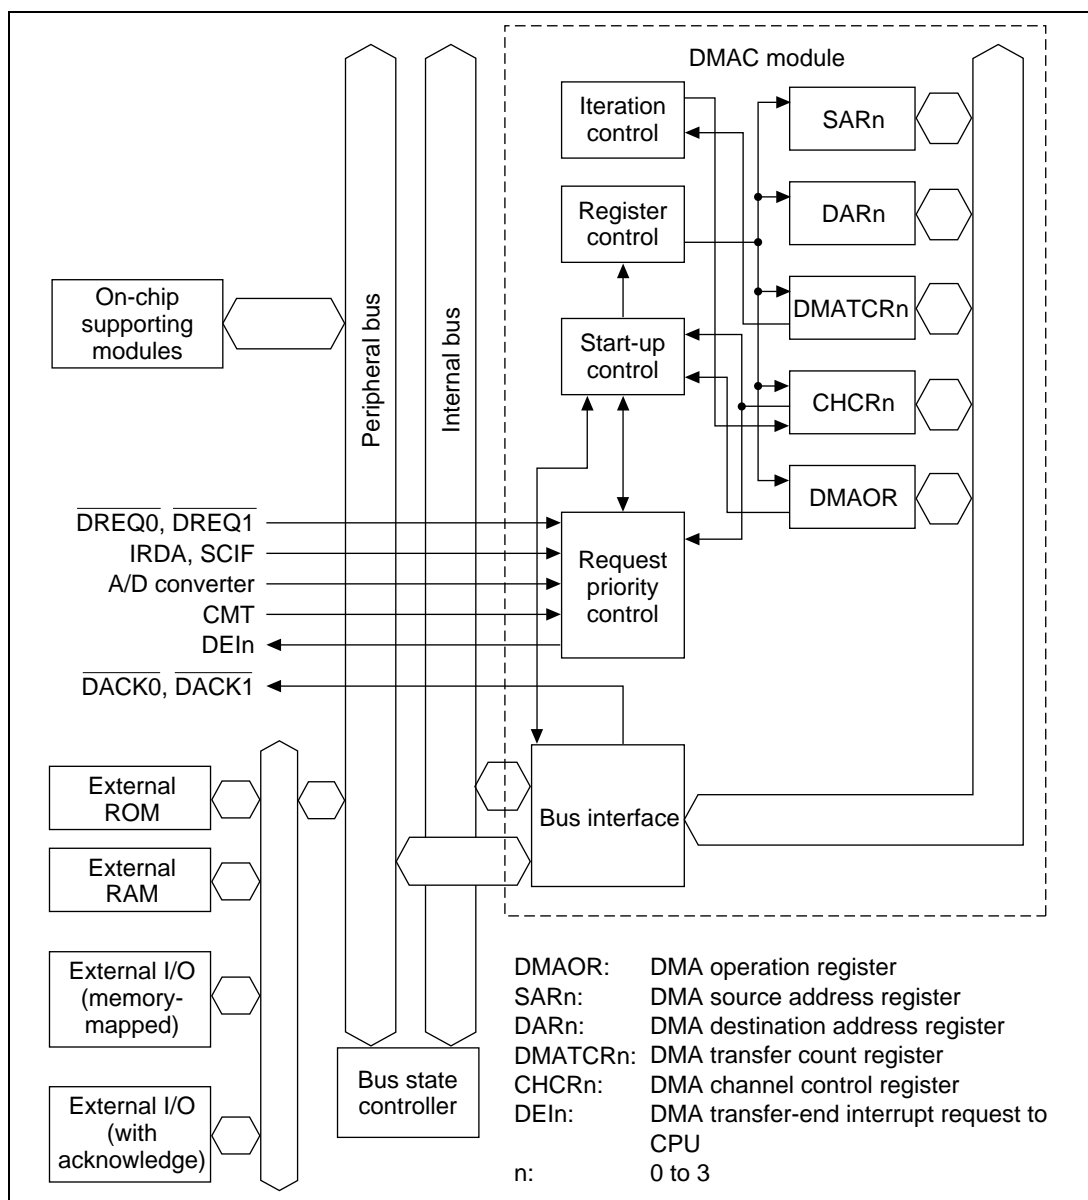 DMAC module
Iteration
control
SARn
Register
control
DARn
On-chip
supporting
modules
Peripheral bus
Internal bus
DMATCRn
Start-up
control
CHCRn
DMAOR
DREQ0, DREQ1
IRDA, SCIF
A/D converter
CMT
DEIn
DACK0, DACK1
Request
priority
control
External
ROM
Bus interface
External
RAM
External I/O
(memory-
mapped)
External I/O
(with
acknowledge)
Bus state
controller
DMAOR: DMA operation register
SARn: DMA source address register
DARn: DMA destination address register
DMATCRn: DMA transfer count register
CHCRn: DMA channel control register
DEIn: DMA transfer-end interrupt request to
CPU
n: 0 to 3